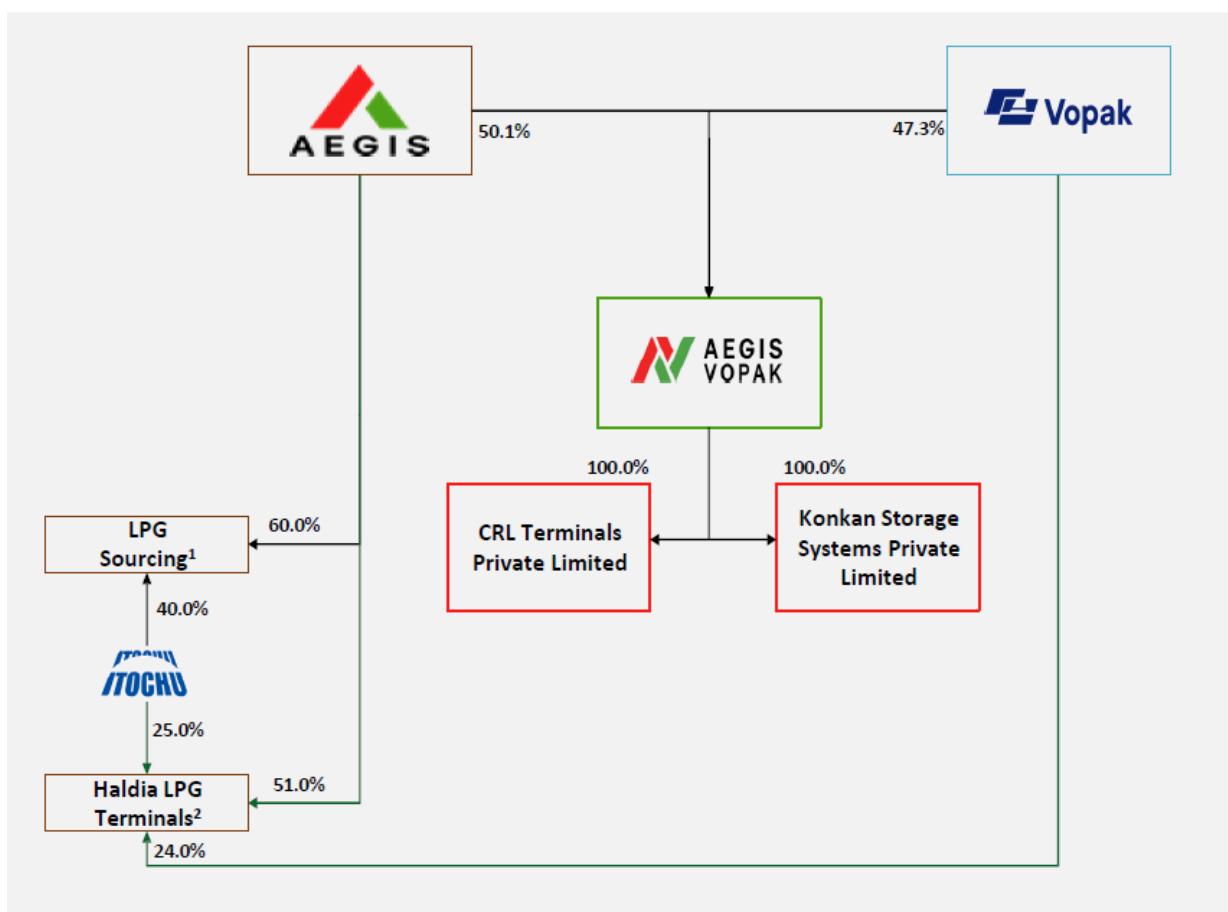 AEGIS
50.1%
47.3%
Vopak
AEGIS
VOPAK
100.0%
100.0%
CRL Terminals
Private Limited
Konkan Storage
Systems Private
Limited
LPG
Sourcing¹
60.0%
40.0%
ITOCHU
ITOCHU
25.0%
Haldia LPG
Terminals²
51.0%
24.0%